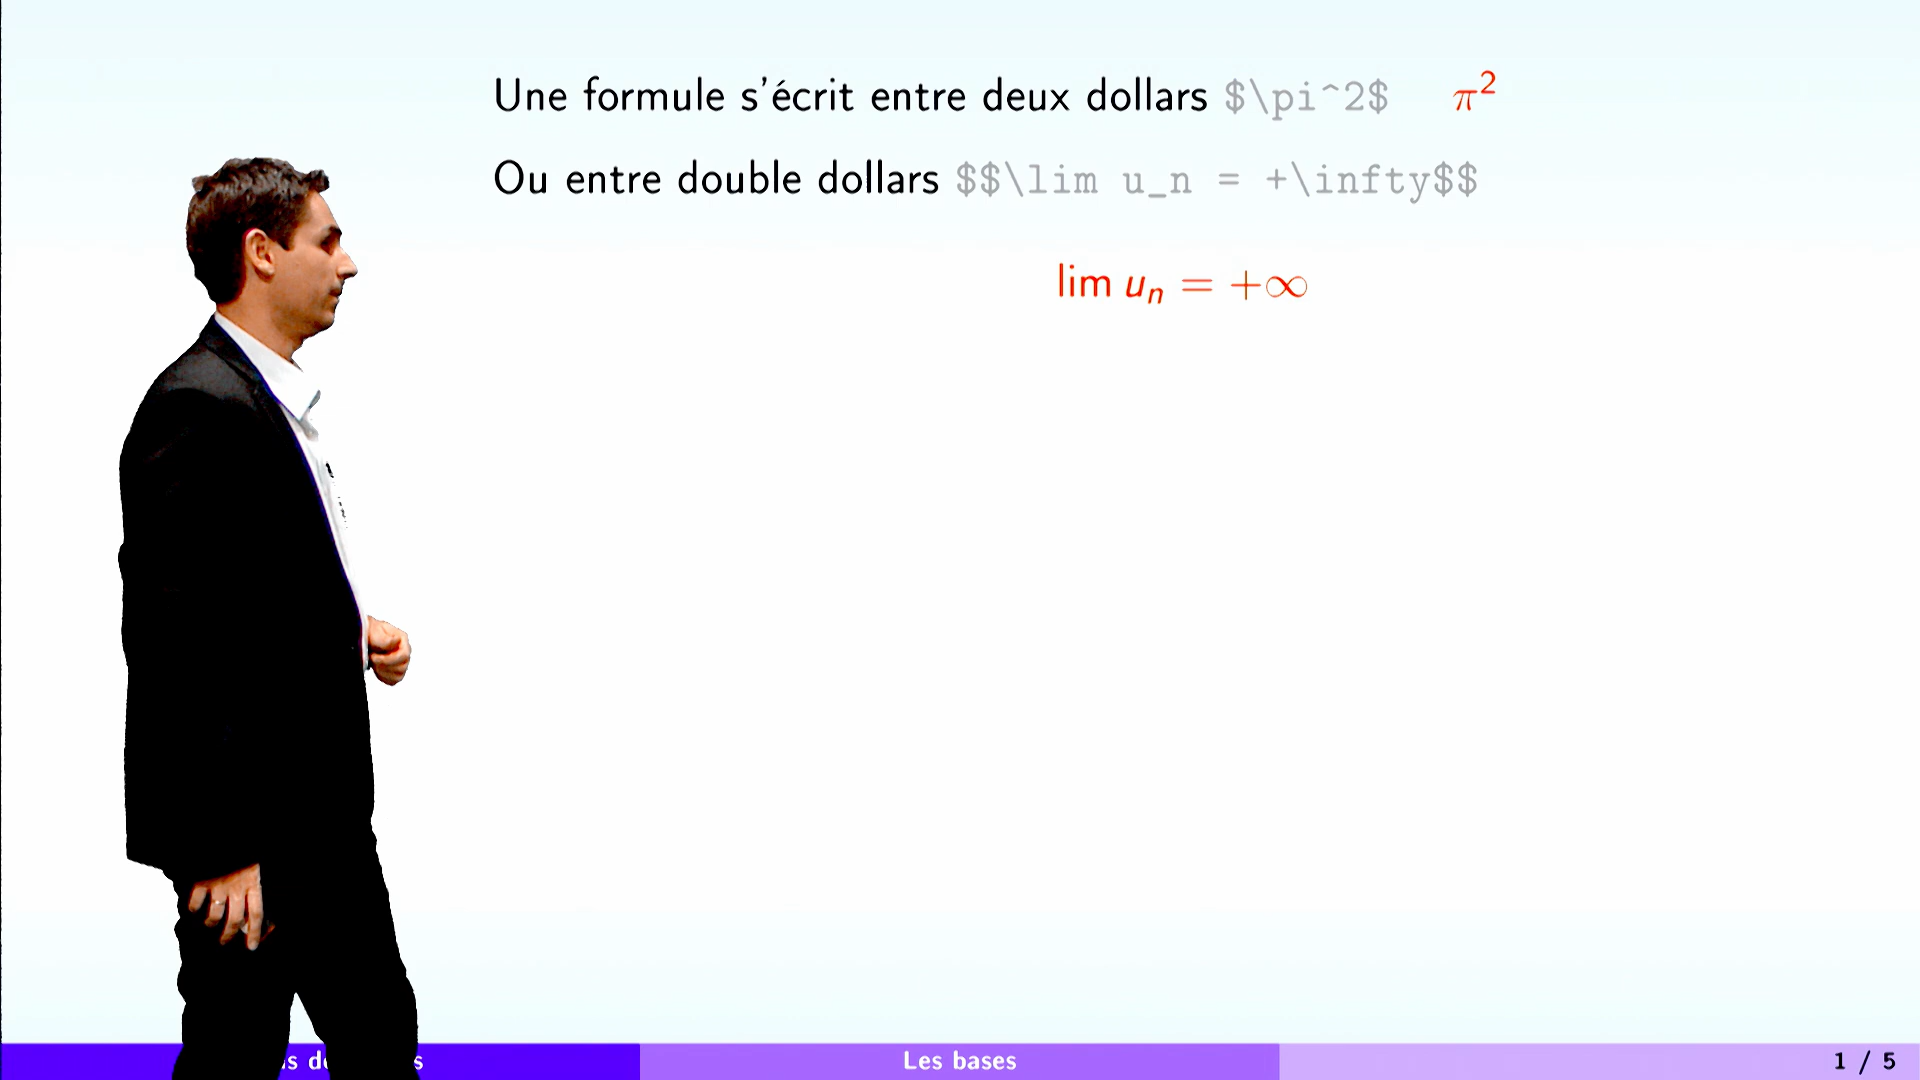 Une formule s'écrit entre deux dollars $\pi^2$ π²
Ou entre double dollars $$\lim u_n = +\infty$$
lim uₙ = +∞
Les bases
1 / 5